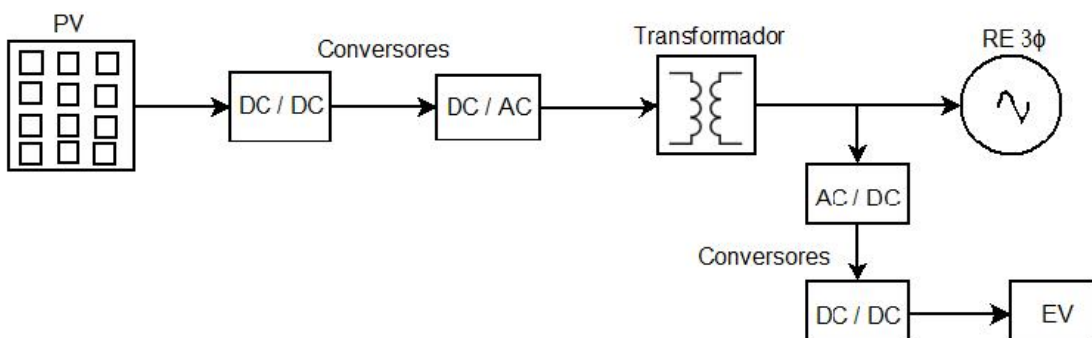 PV
Conversores
Transformador
RE 3ϕ
DC / DC
DC / AC
AC / DC
Conversores
DC / DC
EV